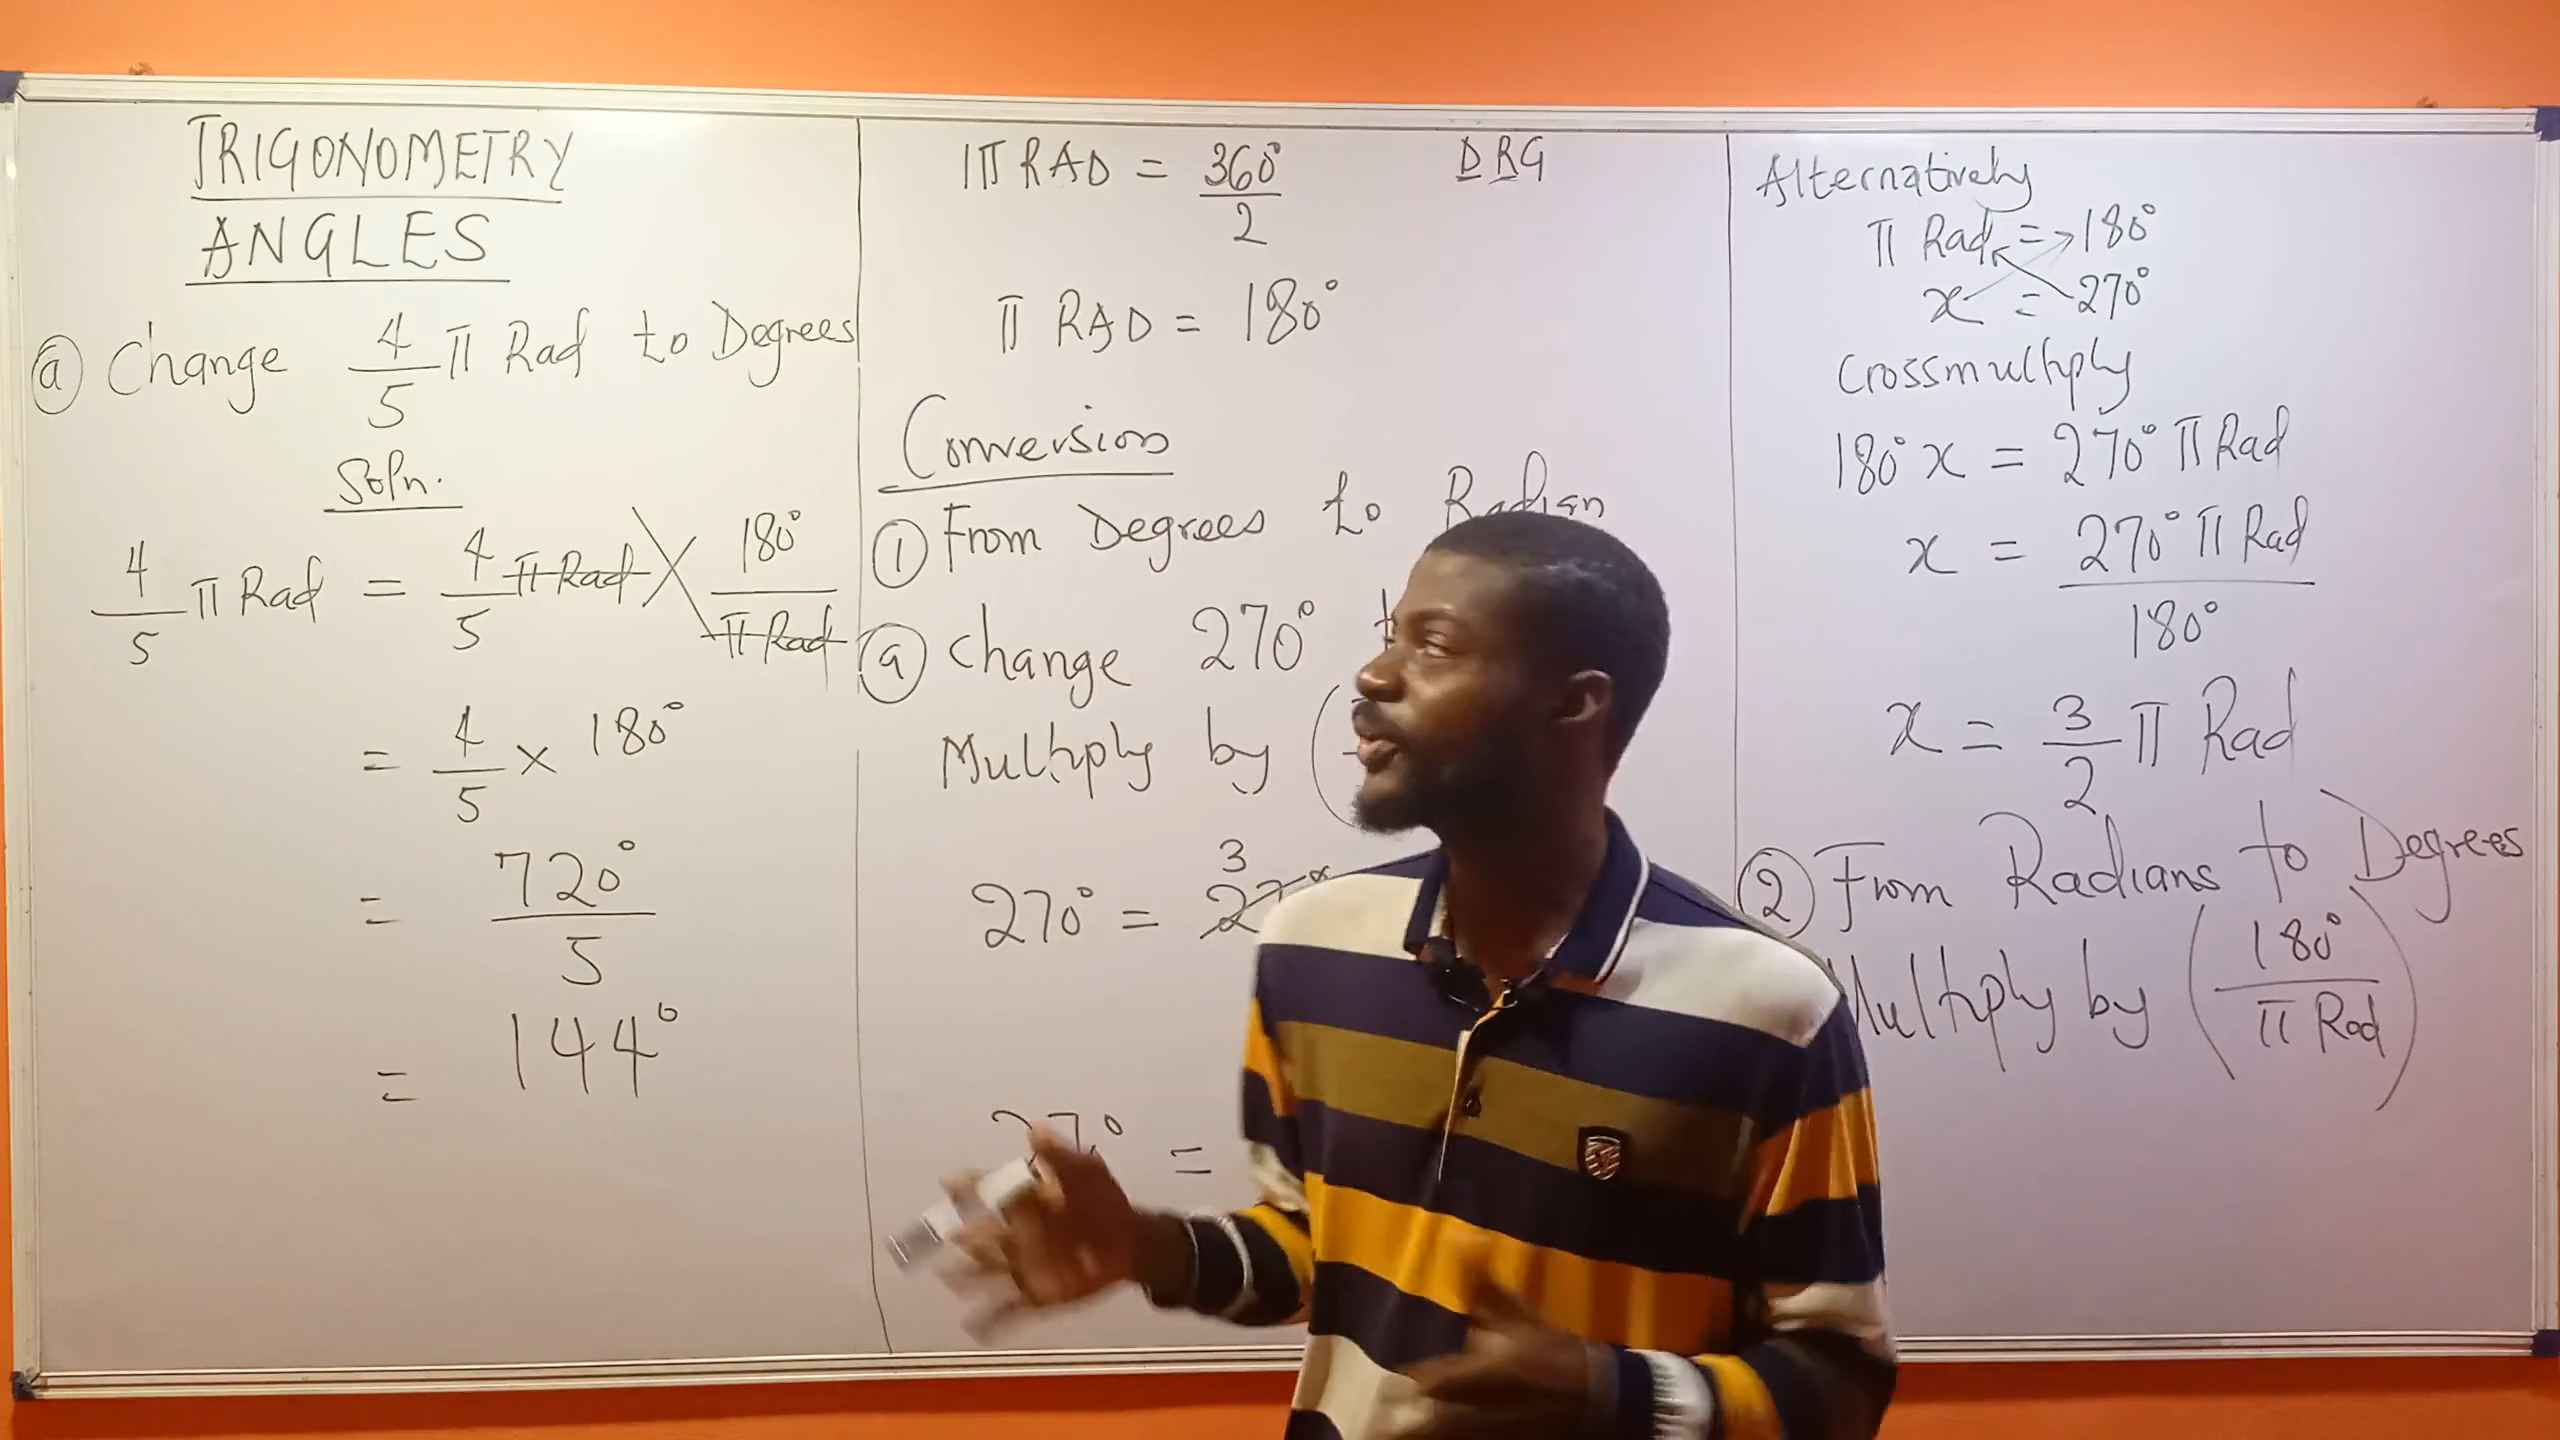 TRIGONOMETRY
ANGLES
(a) Change 4/5 π Rad to Degrees
Soln.
4/5 π Rad = 4/5 π Rad × 180°/π Rad
= 4/5 × 180°
= 720°/5
= 144°
1π RAD = 360°/2
DRG
π RAD = 180°
Conversion
(1) From Degrees to Radian
(a) change 270°
Multiply by (
3
270° =
270° =
Alternatively
π Rad = 180°
x = 270°
Crossmultiply
180° x = 270° π Rad
x = 270° π Rad / 180°
x = 3/2 π Rad
(2) From Radians to Degrees
Multiply by (180°/π Rad)